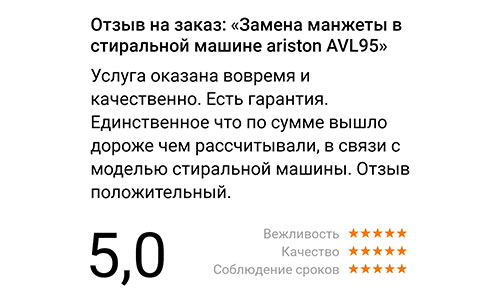 Отзыв на заказ: «Замена манжеты в
стиральной машине ariston AVL95»
Услуга оказана вовремя и
качественно. Есть гарантия.
Единственное что по сумме вышло
дороже чем рассчитывали, в связи с
моделью стиральной машины. Отзыв
положительный.
5,0
Вежливость ★★★★★
Качество ★★★★★
Соблюдение сроков ★★★★★